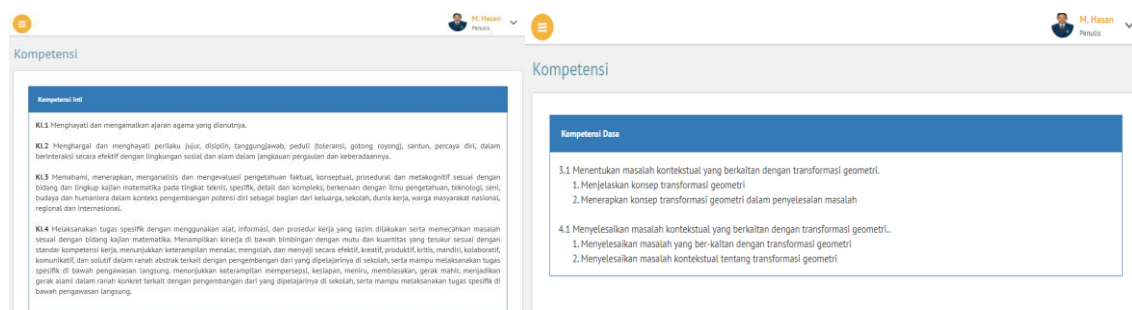 M. Hasan
Penulis
Kompetensi
Kompetensi Inti
KI.1 Menghayati dan mengamalkan ajaran agama yang dianutnya.
KI.2 Menghargai dan menghayati perilaku jujur, disiplin, tanggungjawab, peduli (toleransi, gotong royong), santun, percaya diri, dalam
berinteraksi secara efektif dengan lingkungan sosial dan alam dalam jangkauan pergaulan dan keberadaannya.
KI.3 Memahami, menerapkan, menganalisis dan mengevaluasi pengetahuan faktual, konseptual, prosedural dan metakognitif sesuai dengan
bidang dan lingkup kajian matematika pada tingkat teknis, spesifik, detail dan kompleks, berkenaan dengan ilmu pengetahuan, teknologi, seni,
budaya dan humaniora dalam konteks pengembangan potensi diri sebagai bagian dari keluarga, sekolah, dunia kerja, warga masyarakat nasional,
regional dan internasional.
KI.4 Melaksanakan tugas spesifik dengan menggunakan alat, informasi, dan prosedur kerja yang lazim dilakukan serta memecahkan masalah
sesuai dengan bidang kajian matematika. Menampilkan kinerja di bawah bimbingan dengan mutu dan kuantitas yang terukur sesuai dengan
standar kompetensi kerja. menunjukkan keterampilan menalar, mengolah, dan menyaji secara efektif, kreatif, produktif, kritis, mandiri, kolaboratif,
komunikatif, dan solutif dalam ranah abstrak terkait dengan pengembangan dari yang dipelajarinya di sekolah, serta mampu melaksanakan tugas
spesifik di bawah pengawasan langsung. menunjukkan keterampilan mempersepsi, kesiapan, meniru, membiasakan, gerak mahir, menjadikan
gerak alami dalam ranah konkret terkait dengan pengembangan dari yang dipelajarinya di sekolah, serta mampu melaksanakan tugas spesifik di
bawah pengawasan langsung.
M. Hasan
Penulis
Kompetensi
Kompetensi Dasa
3.1 Menentukan masalah kontekstual yang berkaitan dengan transformasi geometri.
1. Menjelaskan konsep transformasi geometri
2. Menerapkan konsep transformasi geometri dalam penyelesaian masalah
4.1 Menyelesaikan masalah kontekstual yang berkaitan dengan transformasi geometri..
1. Menyelesaikan masalah yang ber-kaitan dengan transformasi geometri
2. Menyelesaikan masalah kontekstual tentang transformasi geometri